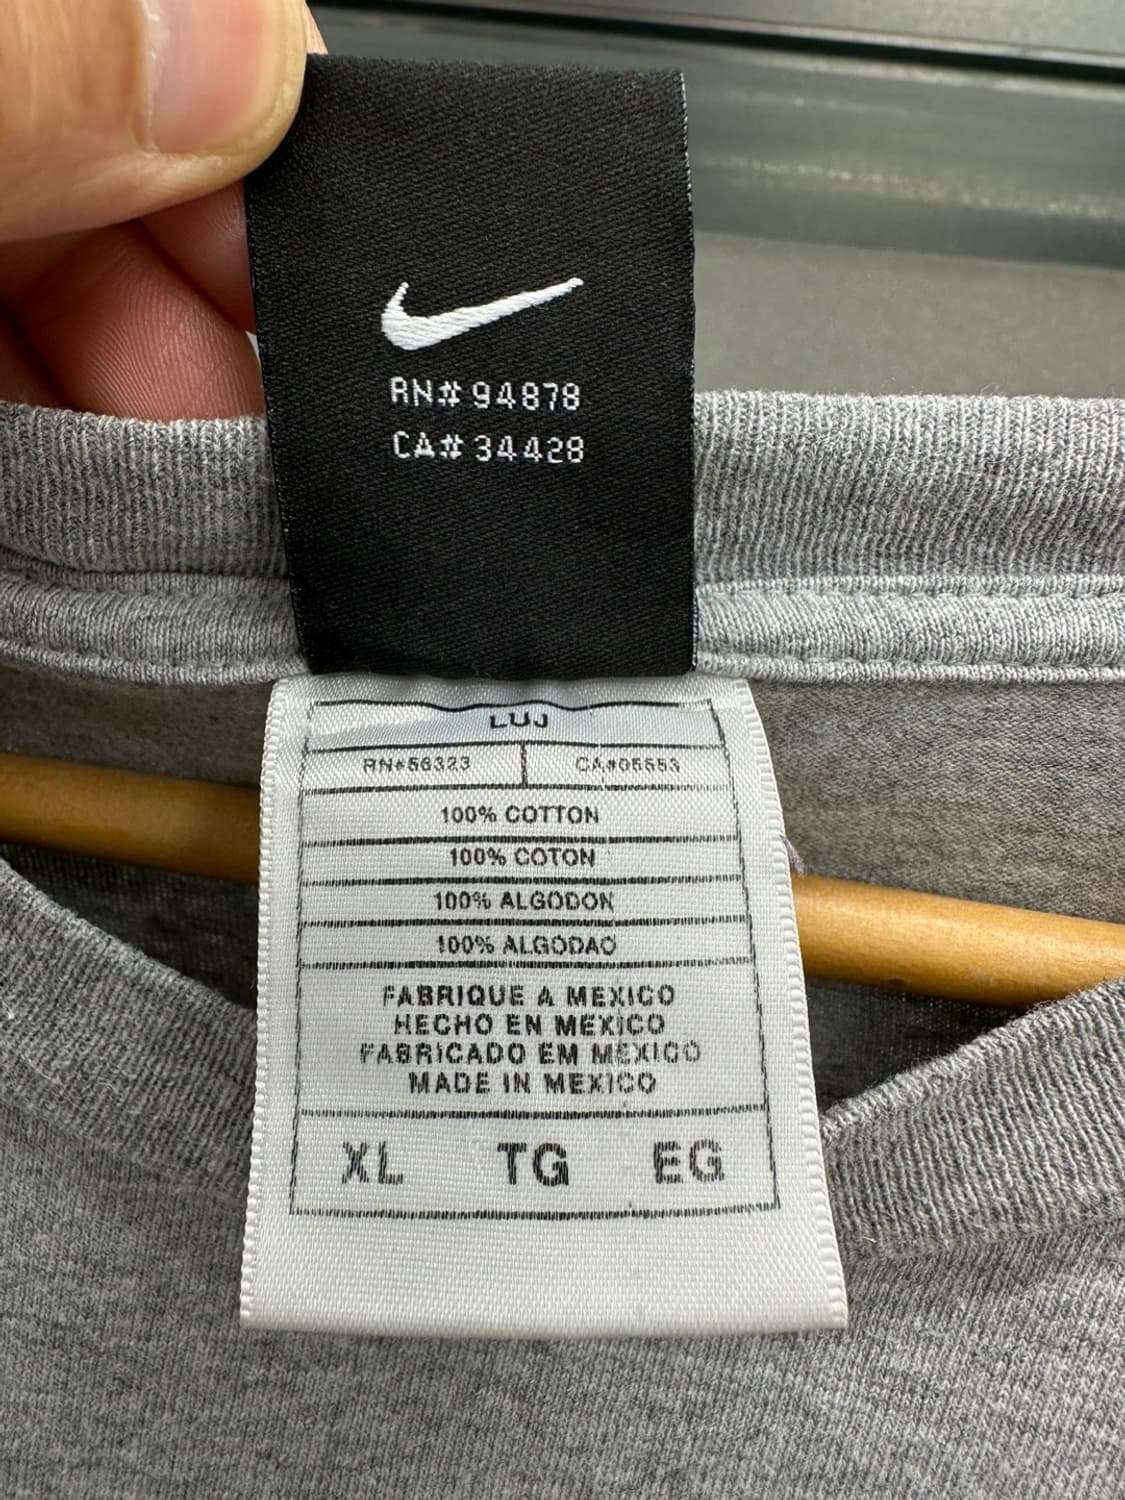 RN# 94878
CA# 34428
LUJ
RN#56323 CA#05553
100% COTTON
100% COTON
100% ALGODON
100% ALGODAO
FABRIQUE A MEXICO
HECHO EN MEXICO
FABRICADO EM MEXICO
MADE IN MEXICO
XL TG EG